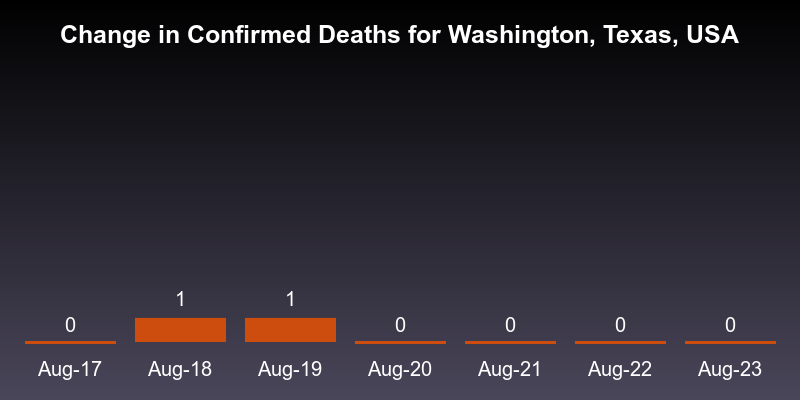 Change in Confirmed Deaths for Washington, Texas, USA
1 1
0 0 0 0 0
Aug-17 Aug-18 Aug-19 Aug-20 Aug-21 Aug-22 Aug-23